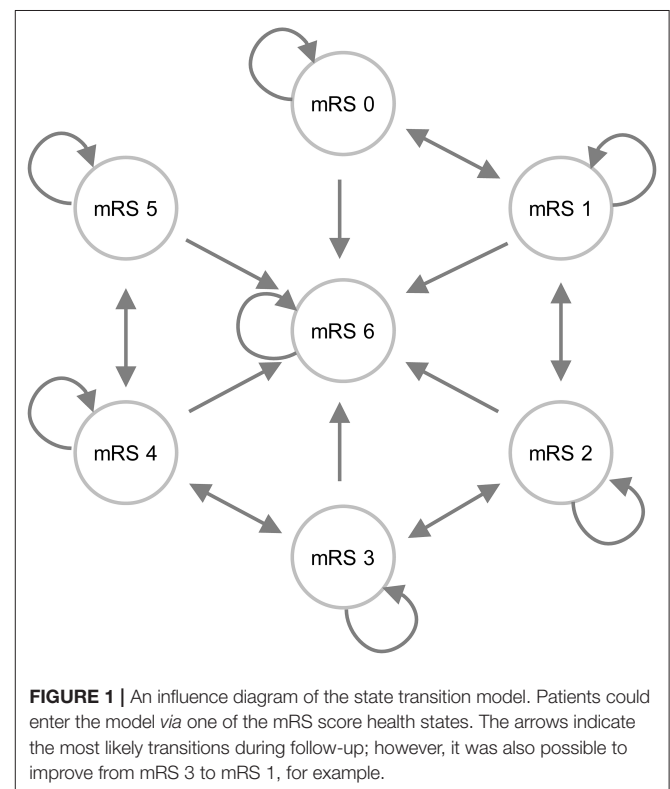 mRS 0
mRS 5
mRS 1
mRS 6
mRS 4
mRS 2
mRS 3
FIGURE 1 | An influence diagram of the state transition model. Patients could
enter the model via one of the mRS score health states. The arrows indicate
the most likely transitions during follow-up; however, it was also possible to
improve from mRS 3 to mRS 1, for example.